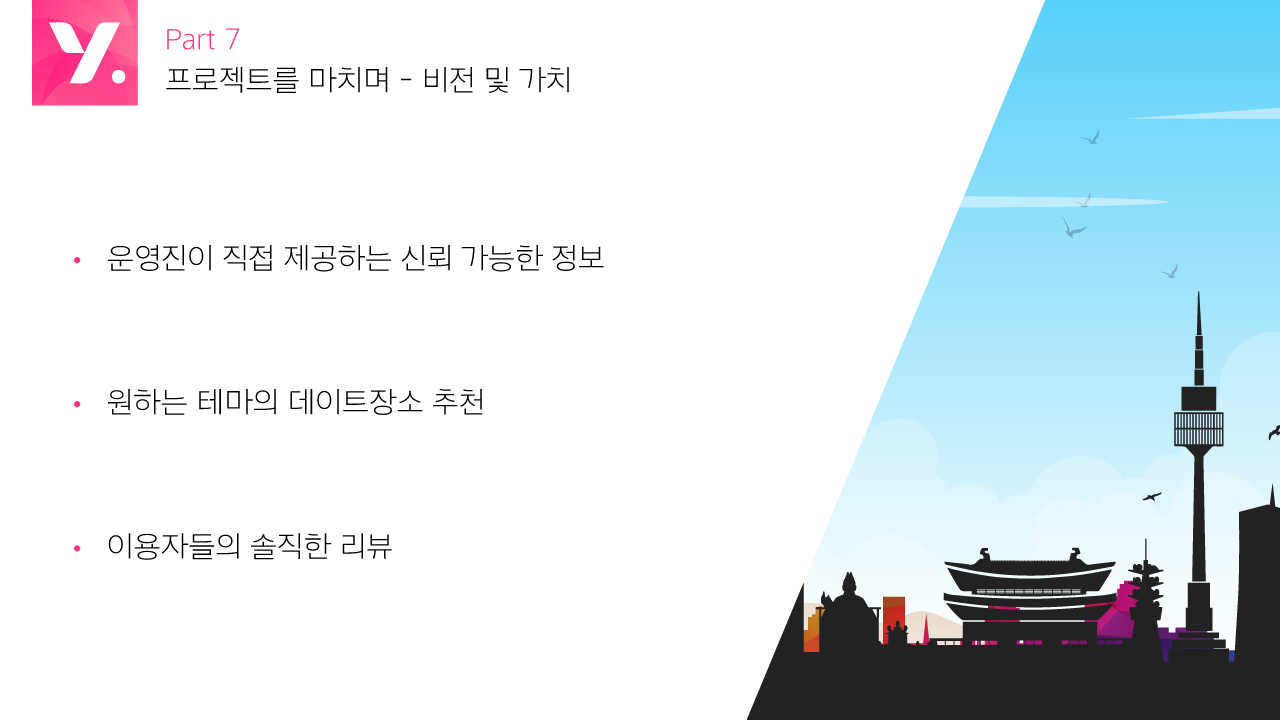 y.
Part 7
프로젝트를 마치며 - 비전 및 가치
• 운영진이 직접 제공하는 신뢰 가능한 정보
• 원하는 테마의 데이트장소 추천
• 이용자들의 솔직한 리뷰